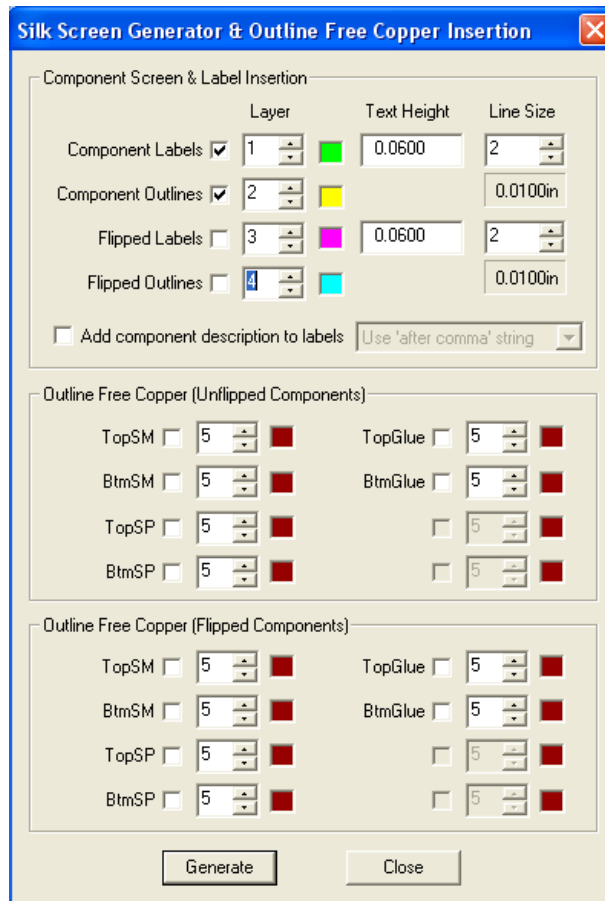 Silk Screen Generator & Outline Free Copper Insertion
Component Screen & Label Insertion
Layer Text Height Line Size
Component Labels 1 0.0600 2
Component Outlines 2 0.0100in
Flipped Labels 3 0.0600 2
Flipped Outlines 4 0.0100in
Add component description to labels Use 'after comma' string
Outline Free Copper (Unflipped Components)
TopSM 5 TopGlue 5
BtmSM 5 BtmGlue 5
TopSP 5 5
BtmSP 5 5
Outline Free Copper (Flipped Components)
TopSM 5 TopGlue 5
BtmSM 5 BtmGlue 5
TopSP 5 5
BtmSP 5 5
Generate Close